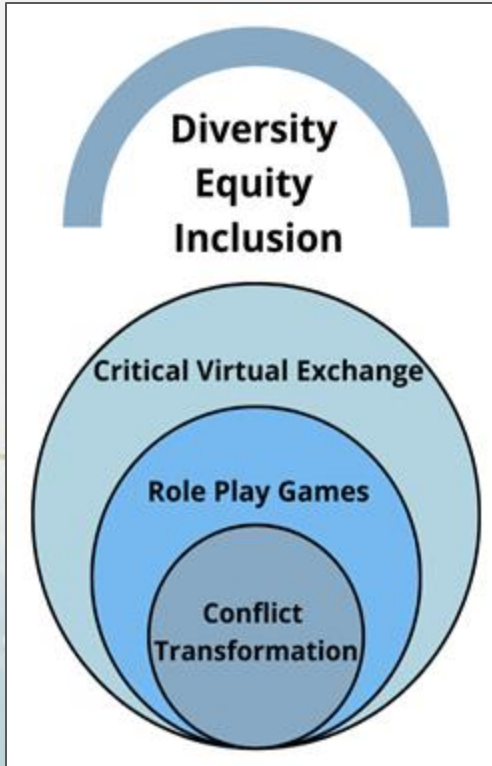 Diversity
Equity
Inclusion
Critical Virtual Exchange
Role Play Games
Conflict
Transformation